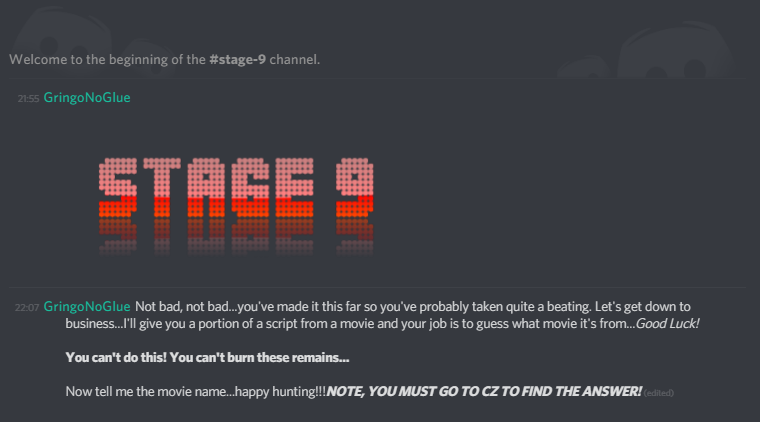 Welcome to the beginning of the #stage-9 channel.
21:55 GringoNoGlue
STAGE 9
22:07 GringoNoGlue Not bad, not bad...you've made it this far so you've probably taken quite a beating. Let's get down to
business...I'll give you a portion of a script from a movie and your job is to guess what movie it's from...Good Luck!
You can't do this! You can't burn these remains...
Now tell me the movie name...happy hunting!!!NOTE, YOU MUST GO TO CZ TO FIND THE ANSWER! (edited)